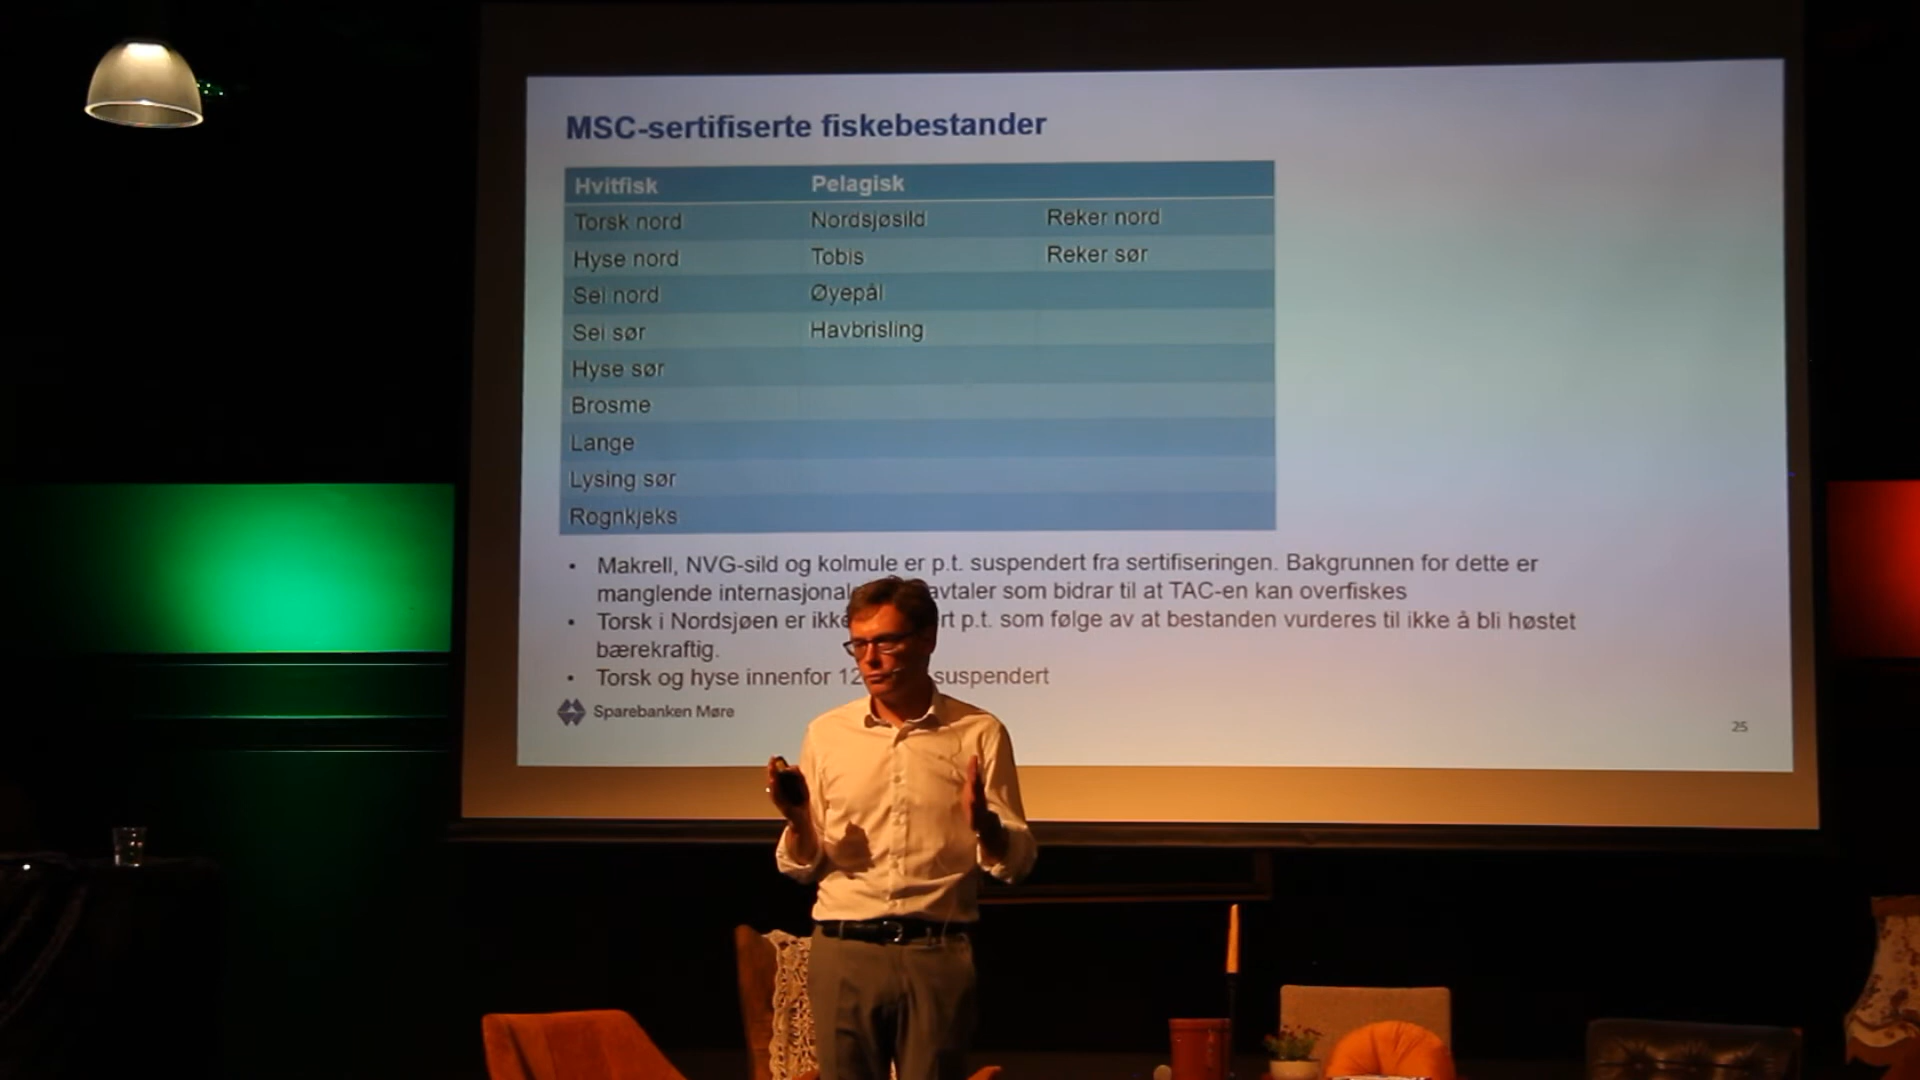 MSC-sertifiserte fiskebestander
Hvitfisk Pelagisk
Torsk nord Nordsjøsild Reker nord
Hyse nord Tobis Reker sør
Sei nord Øyepål
Sei sør Havbrisling
Hyse sør
Brosme
Lange
Lysing sør
Rognkjeks
• Makrell, NVG-sild og kolmule er p.t. suspendert fra sertifiseringen. Bakgrunnen for dette er
manglende avtaler som bidrar til at TAC-en kan overfiskes
• Torsk i Nordsjøen er p.t. som følge av at bestanden vurderes til ikke å bli høstet
bærekraftig.
• Torsk og hyse innenfor 12 suspendert
Sparebanken Møre
25